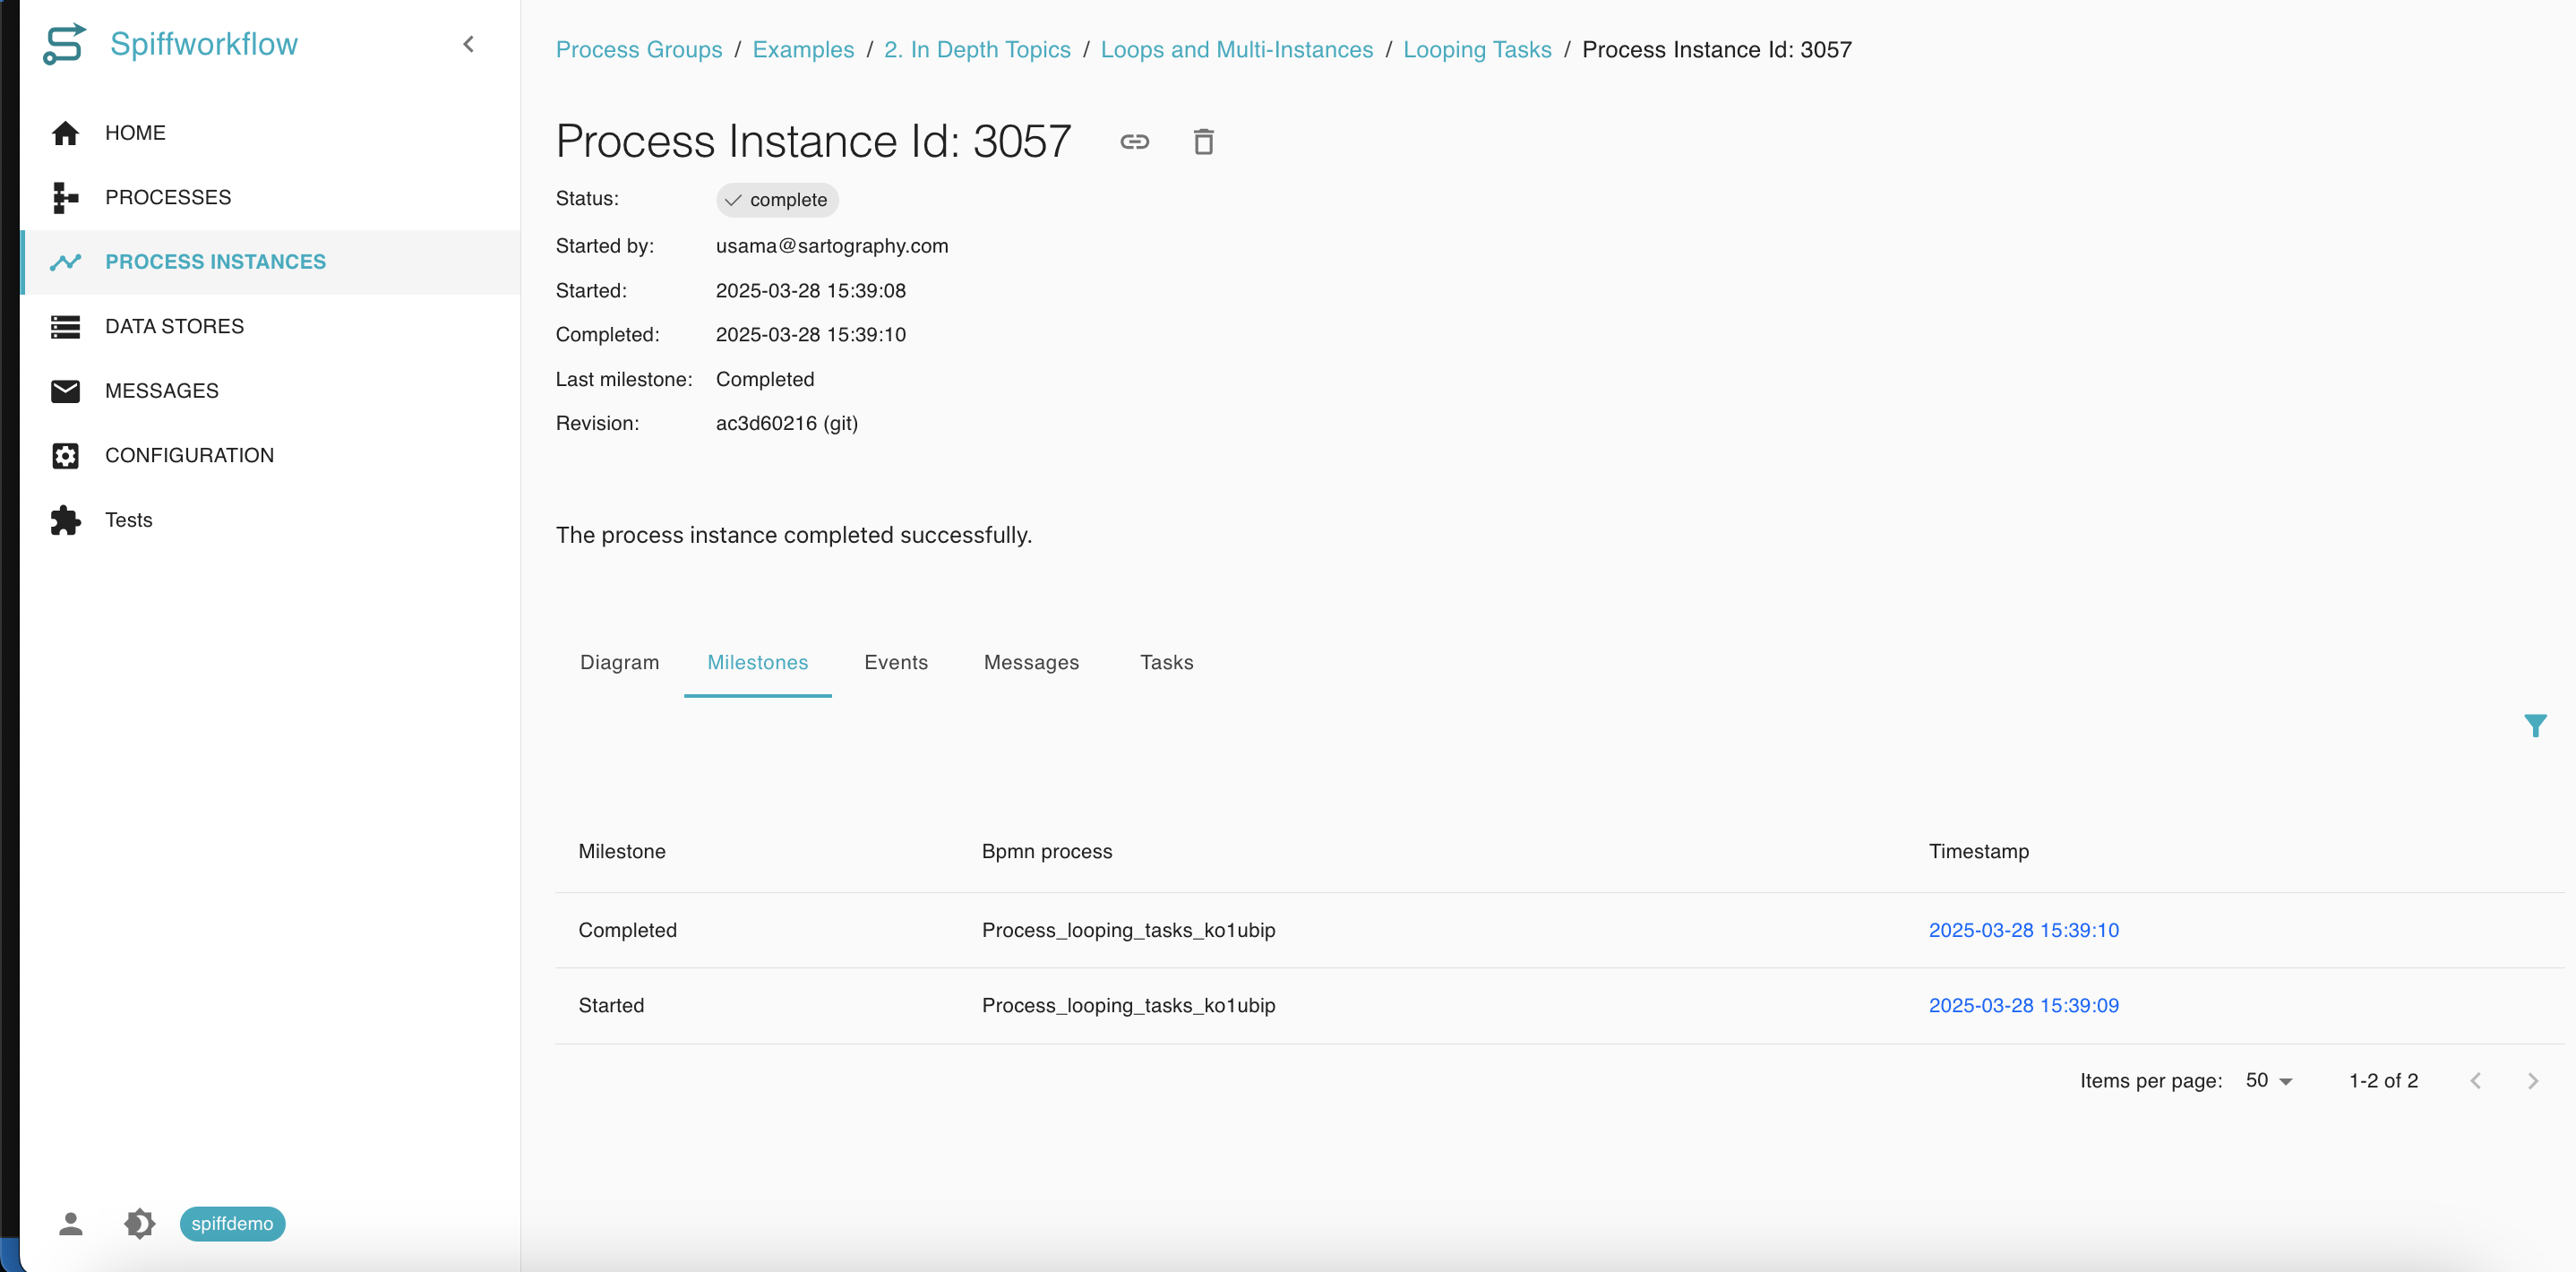 Spiffworkflow
HOME
PROCESSES
PROCESS INSTANCES
DATA STORES
MESSAGES
CONFIGURATION
Tests
spiffdemo
Process Groups / Examples / 2. In Depth Topics / Loops and Multi-Instances / Looping Tasks / Process Instance Id: 3057
Process Instance Id: 3057
Status: complete
Started by: usama@sartography.com
Started: 2025-03-28 15:39:08
Completed: 2025-03-28 15:39:10
Last milestone: Completed
Revision: ac3d60216 (git)
The process instance completed successfully.
Diagram Milestones Events Messages Tasks
Milestone Bpmn process Timestamp
Completed Process_looping_tasks_ko1ubip 2025-03-28 15:39:10
Started Process_looping_tasks_ko1ubip 2025-03-28 15:39:09
Items per page: 50 1-2 of 2